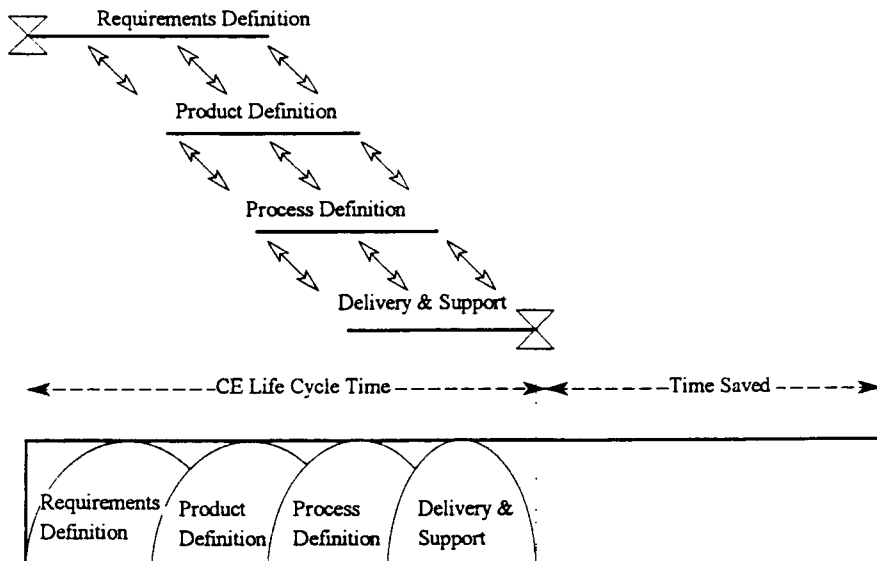 Requirements Definition
Product Definition
Process Definition
Delivery & Support
CE Life Cycle Time
Time Saved
Requirements
Definition
Product
Definition
Process
Definition
Delivery &
Support